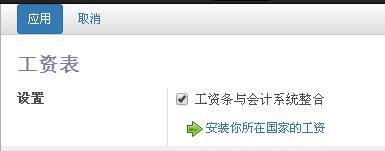 应用 取消
工资表
设置 工资条与会计系统整合
安装你所在国家的工资